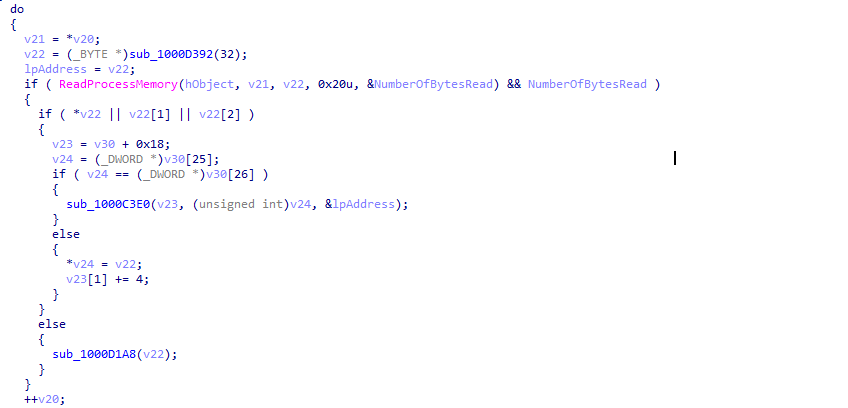 do
{
v21 = *v20;
v22 = (_BYTE *)sub_1000D392(32);
lpAddress = v22;
if ( ReadProcessMemory(hObject, v21, v22, 0x20u, &NumberOfBytesRead) && NumberOfBytesRead )
{
if ( *v22 || v22[1] || v22[2] )
{
v23 = v30 + 0x18;
v24 = (_DWORD *)v30[25];
if ( v24 == (_DWORD *)v30[26] )
{
sub_1000C3E0(v23, (unsigned int)v24, &lpAddress);
}
else
{
*v24 = v22;
v23[1] += 4;
}
}
else
{
sub_1000D1A8(v22);
}
}
++v20;